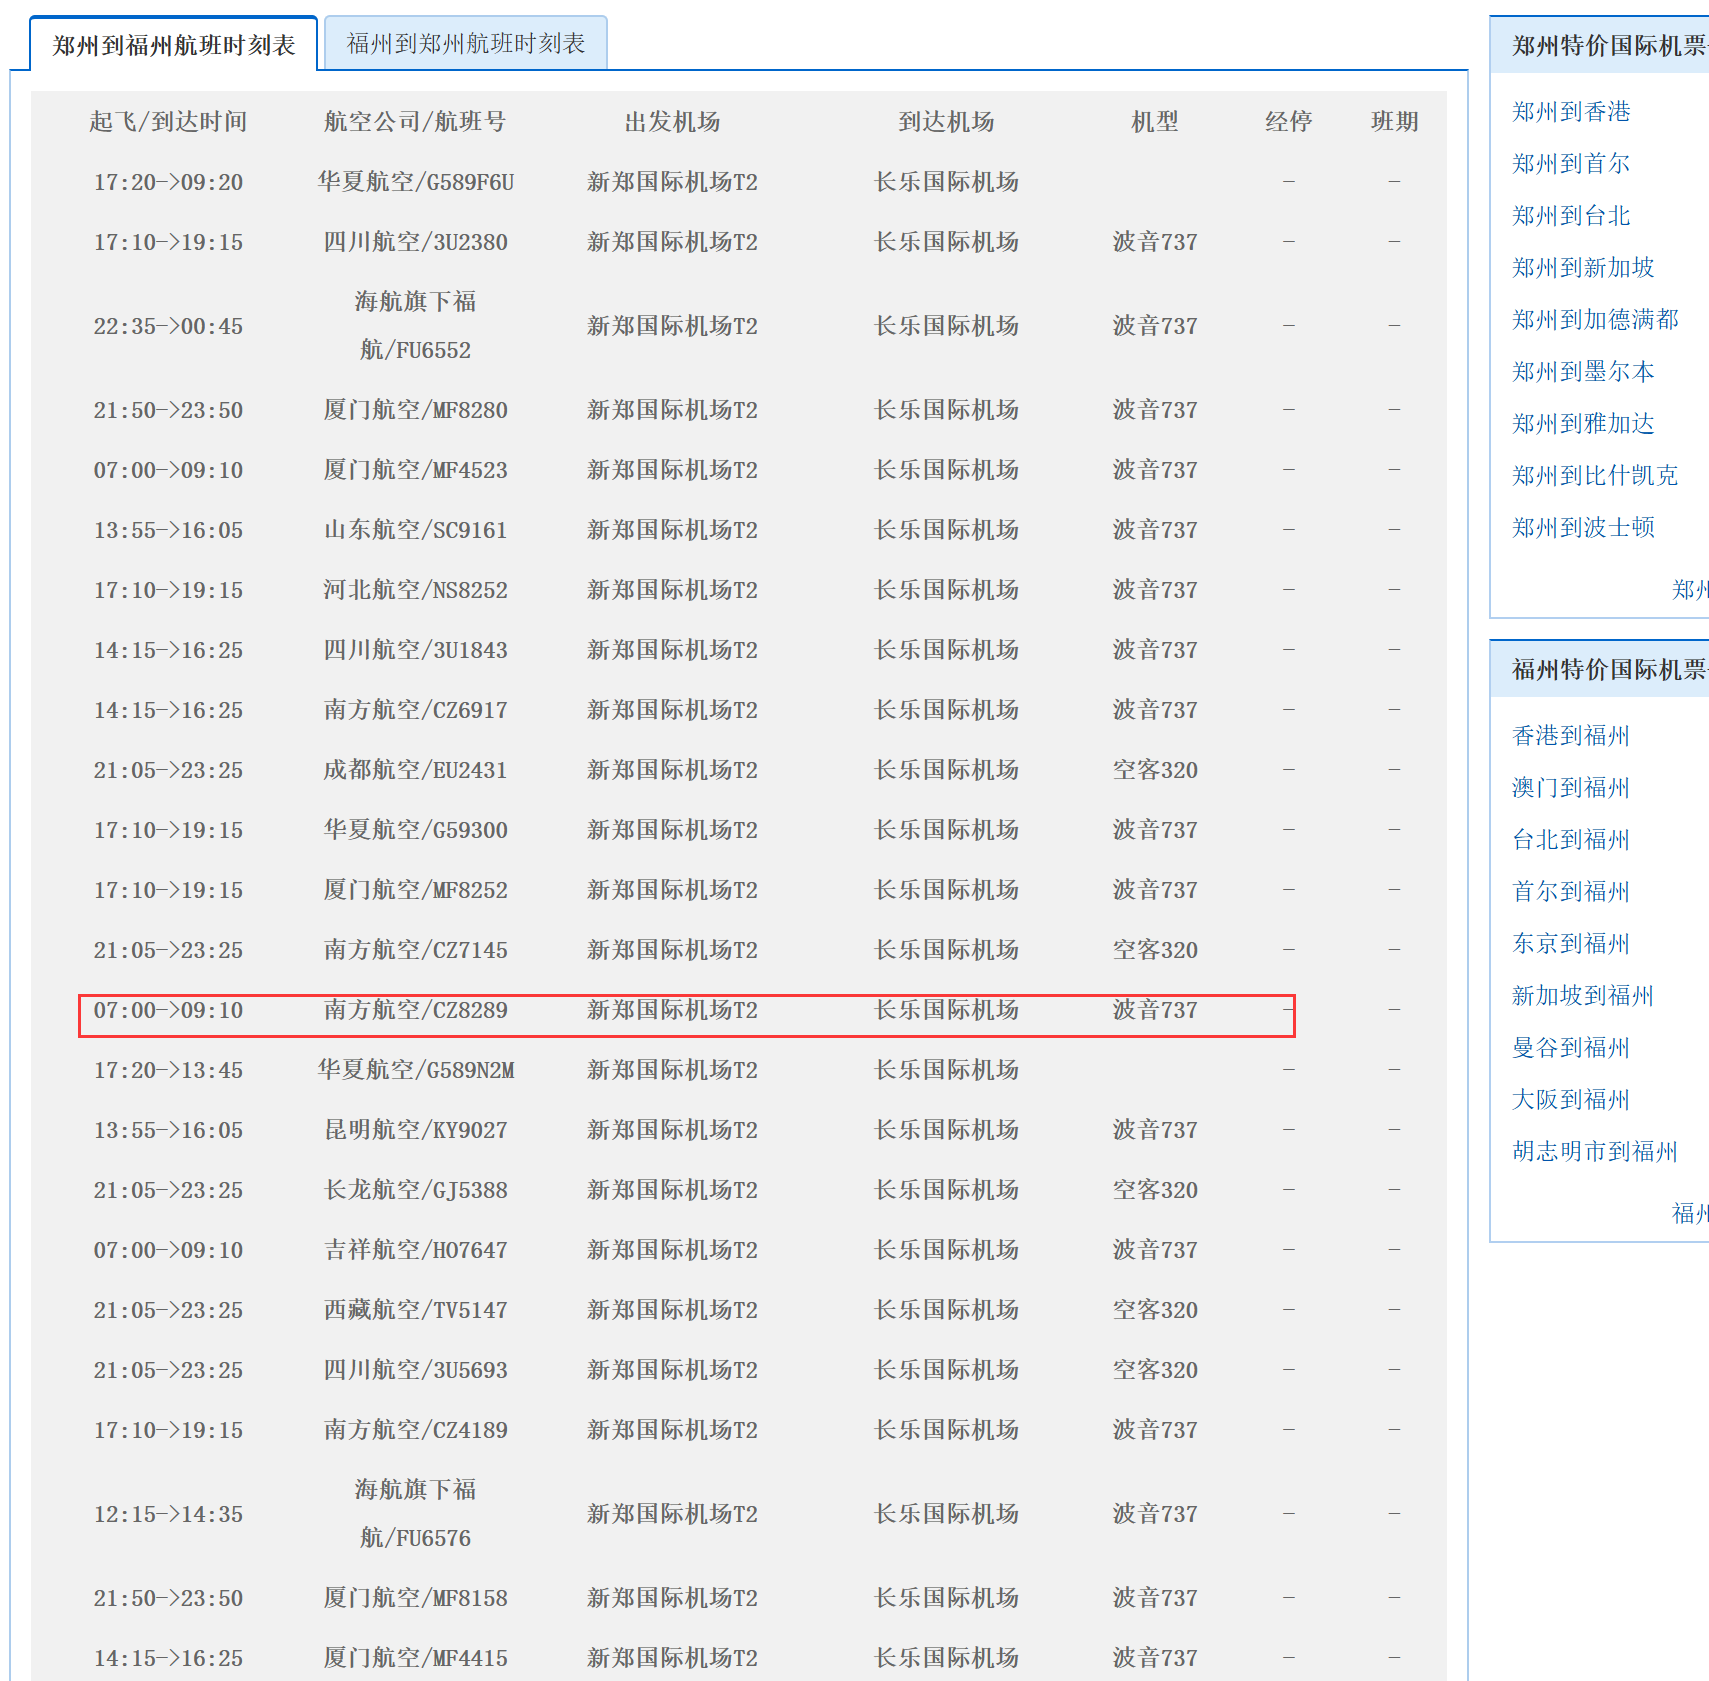 郑州到福州航班时刻表 福州到郑州航班时刻表
起飞/到达时间 航空公司/航班号 出发机场 到达机场 机型 经停 班期
17:20->09:20 华夏航空/G589F6U 新郑国际机场T2 长乐国际机场 - -
17:10->19:15 四川航空/3U2380 新郑国际机场T2 长乐国际机场 波音737 - -
海航旗下福
22:35->00:45 新郑国际机场T2 长乐国际机场 波音737 - -
航/FU6552
21:50->23:50 厦门航空/MF8280 新郑国际机场T2 长乐国际机场 波音737 - -
07:00->09:10 厦门航空/MF4523 新郑国际机场T2 长乐国际机场 波音737 - -
13:55->16:05 山东航空/SC9161 新郑国际机场T2 长乐国际机场 波音737 - -
17:10->19:15 河北航空/NS8252 新郑国际机场T2 长乐国际机场 波音737 - -
14:15->16:25 四川航空/3U1843 新郑国际机场T2 长乐国际机场 波音737 - -
14:15->16:25 南方航空/CZ6917 新郑国际机场T2 长乐国际机场 波音737 - -
21:05->23:25 成都航空/EU2431 新郑国际机场T2 长乐国际机场 空客320 - -
17:10->19:15 华夏航空/G59300 新郑国际机场T2 长乐国际机场 波音737 - -
17:10->19:15 厦门航空/MF8252 新郑国际机场T2 长乐国际机场 波音737 - -
21:05->23:25 南方航空/CZ7145 新郑国际机场T2 长乐国际机场 空客320 - -
07:00->09:10 南方航空/CZ8289 新郑国际机场T2 长乐国际机场 波音737 - -
17:20->13:45 华夏航空/G589N2M 新郑国际机场T2 长乐国际机场 - -
13:55->16:05 昆明航空/KY9027 新郑国际机场T2 长乐国际机场 波音737 - -
21:05->23:25 长龙航空/GJ5388 新郑国际机场T2 长乐国际机场 空客320 - -
07:00->09:10 吉祥航空/HO7647 新郑国际机场T2 长乐国际机场 波音737 - -
21:05->23:25 西藏航空/TV5147 新郑国际机场T2 长乐国际机场 空客320 - -
21:05->23:25 四川航空/3U5693 新郑国际机场T2 长乐国际机场 空客320 - -
17:10->19:15 南方航空/CZ4189 新郑国际机场T2 长乐国际机场 波音737 - -
海航旗下福
12:15->14:35 新郑国际机场T2 长乐国际机场 波音737 - -
航/FU6576
21:50->23:50 厦门航空/MF8158 新郑国际机场T2 长乐国际机场 波音737 - -
14:15->16:25 厦门航空/MF4415 新郑国际机场T2 长乐国际机场 波音737 - -
郑州特价国际机票
郑州到香港
郑州到首尔
郑州到台北
郑州到新加坡
郑州到加德满都
郑州到墨尔本
郑州到雅加达
郑州到比什凯克
郑州到波士顿
郑州
福州特价国际机票
香港到福州
澳门到福州
台北到福州
首尔到福州
东京到福州
新加坡到福州
曼谷到福州
大阪到福州
胡志明市到福州
福州